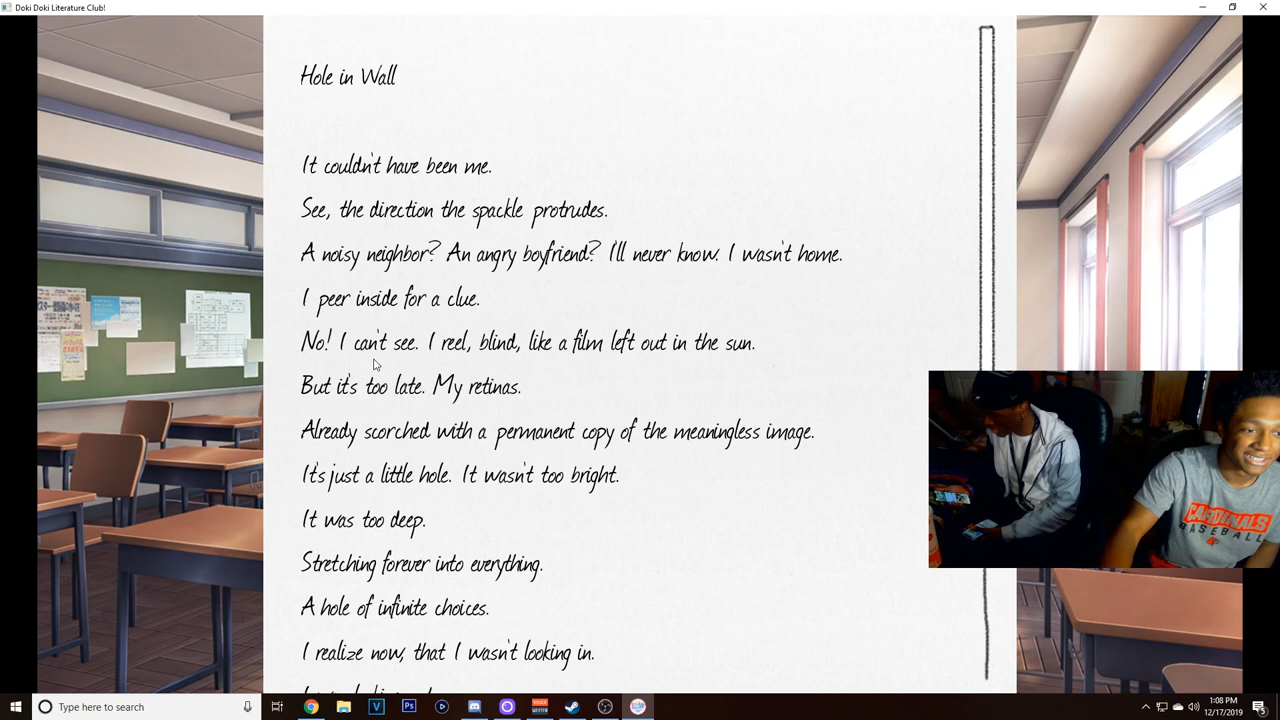 Doki Doki Literature Club!
Hole in Wall
It couldn't have been me.
See, the direction the spackle protrudes.
A noisy neighbor? An angry boyfriend? I'll never know. I wasn't home.
I peer inside for a clue.
No! I can't see. I reel, blind, like a film left out in the sun.
But it's too late. My retinas.
Already scorched with a permanent copy of the meaningless image.
It's just a little hole. It wasn't too bright.
It was too deep.
Stretching forever into everything.
A hole of infinite choices.
I realize now, that I wasn't looking in.
CARDINALS
BASEBALL
Type here to search
1:08 PM
12/17/2019